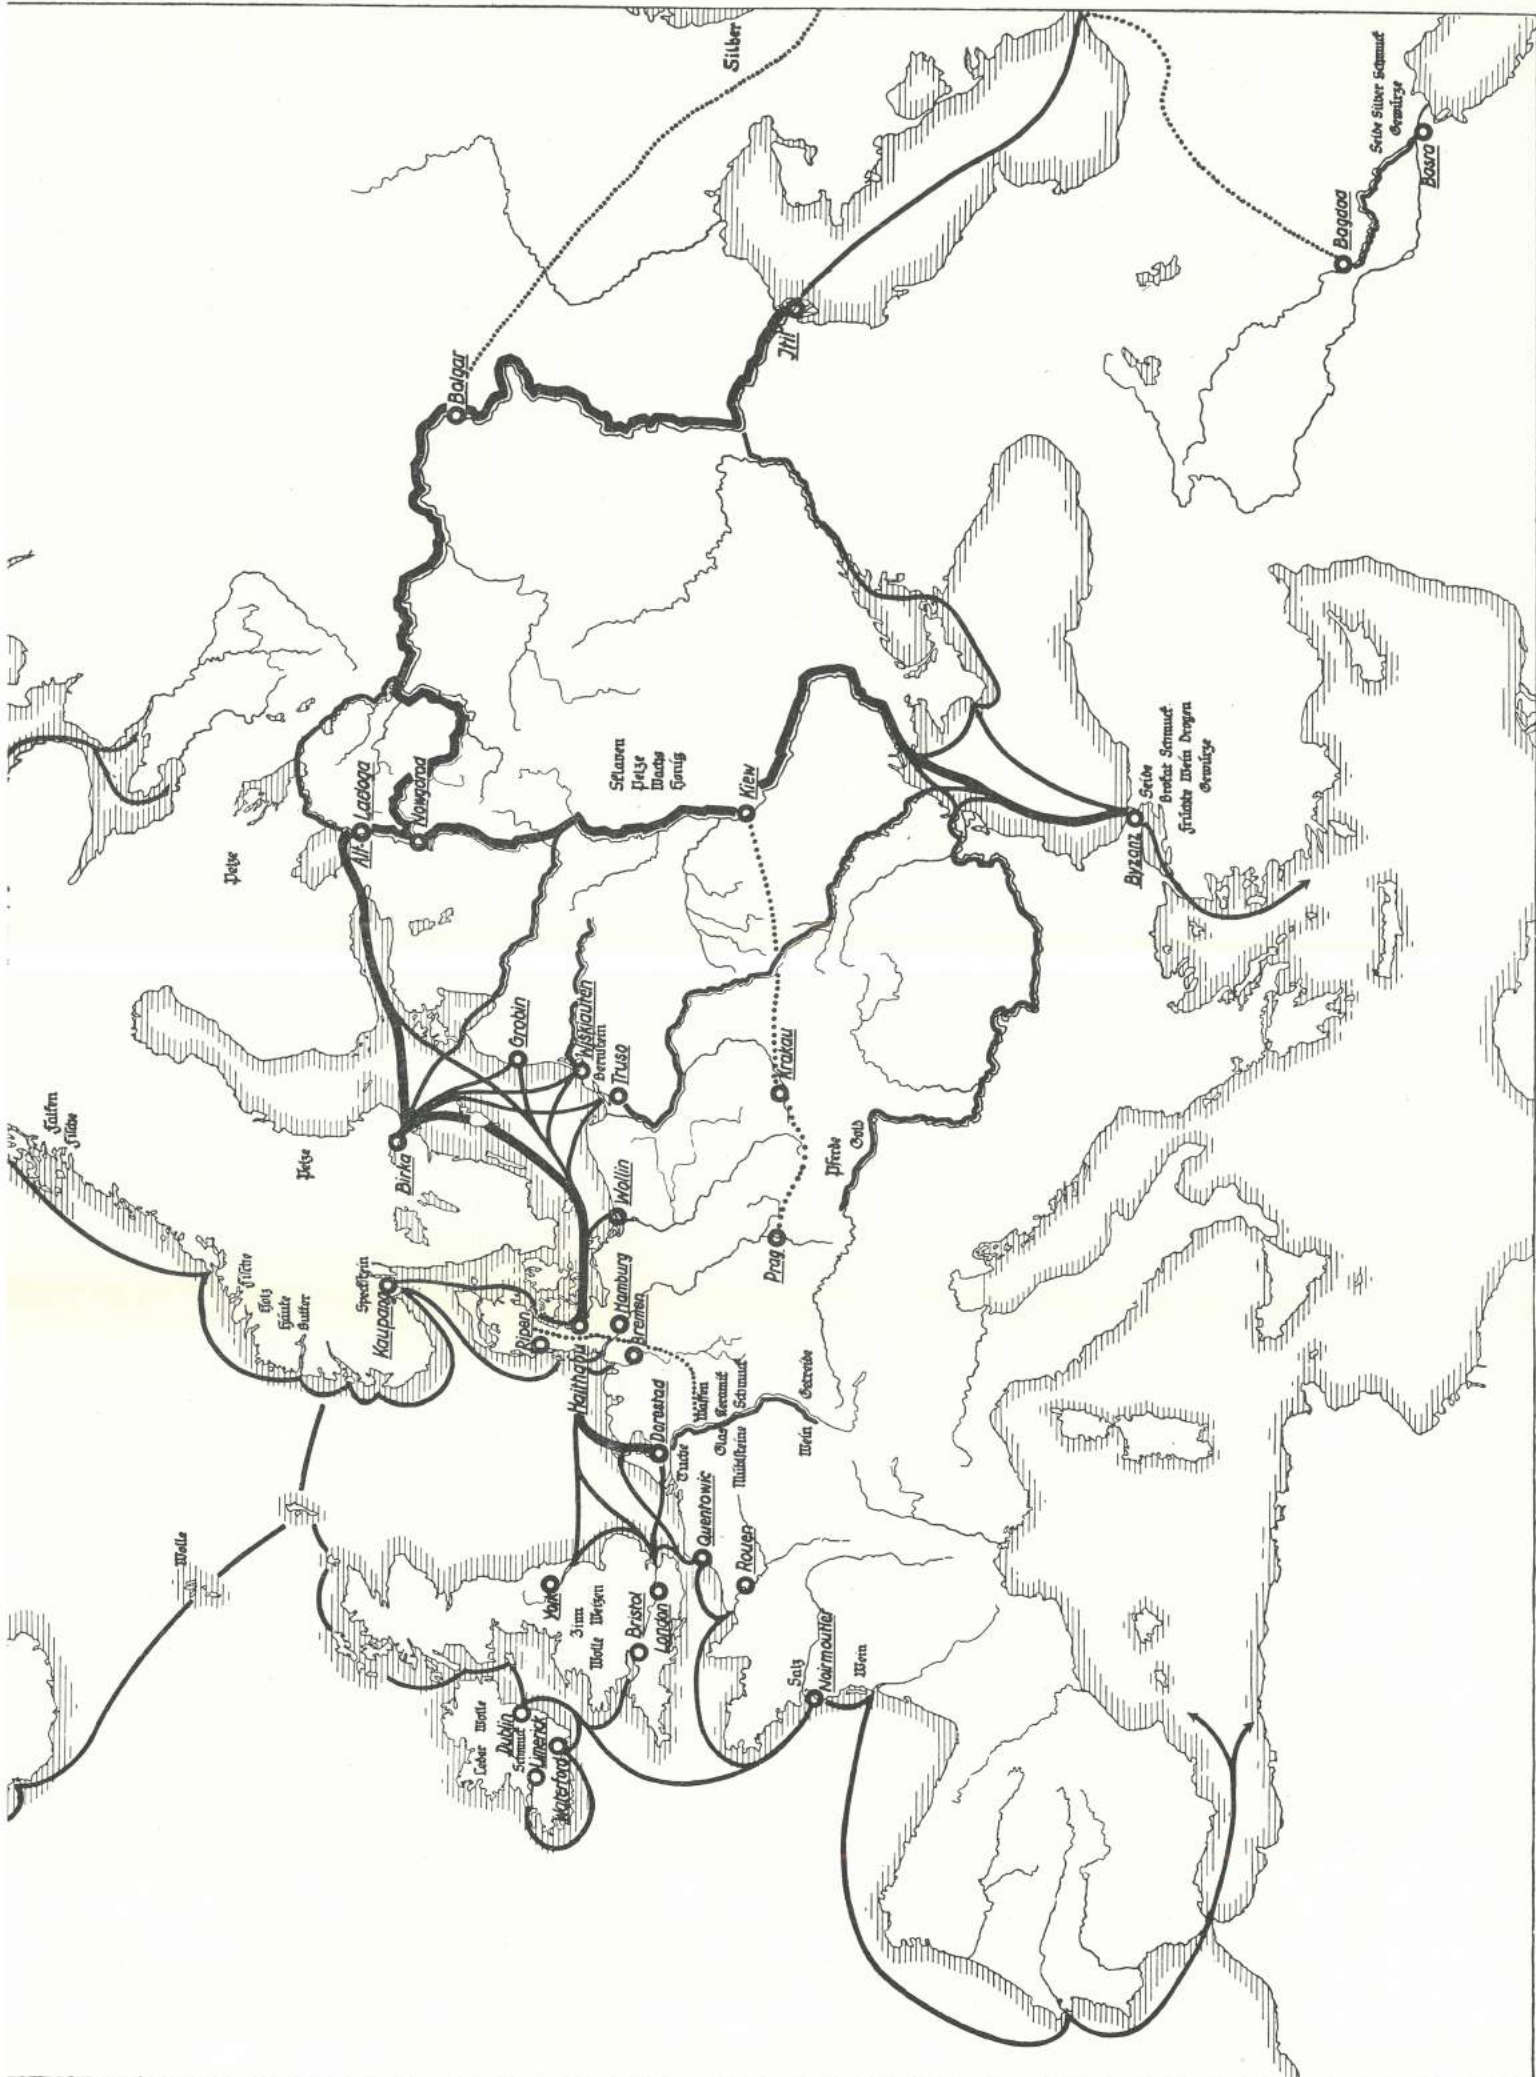 Falken
Fische
Fische
Holz
Häute
Butter
Pelze
Pelze
Silber
Wolle
Speckstein
Kaupang
Birka
Alt-Ladoga
Nowgorod
Bolgar
Grobin
Wiskiauten
Bernstein
Truso
Wollin
Ripen
Haithabu
Hamburg
Bremen
York
Zinn
Wolle Weizen
Bristol
London
Leder Wolle
Dublin
Schmuck
Limerick
Waterford
Dorestad
Tuche
Waffen
Glas Keramik
Mühlsteine Schmuck
Quentowic
Rouen
Wein
Getreide
Salz
Noirmoutier
Wein
Prag
Krakau
Kiew
Sklaven
Pelze
Wachs
Honig
Pferde
Gold
Jtil
Byzanz
Seide
Brokat Schmuck
Früchte Wein Drogen
Gewürze
Bagdad
Seide Silber Schmuck
Gewürze
Basra